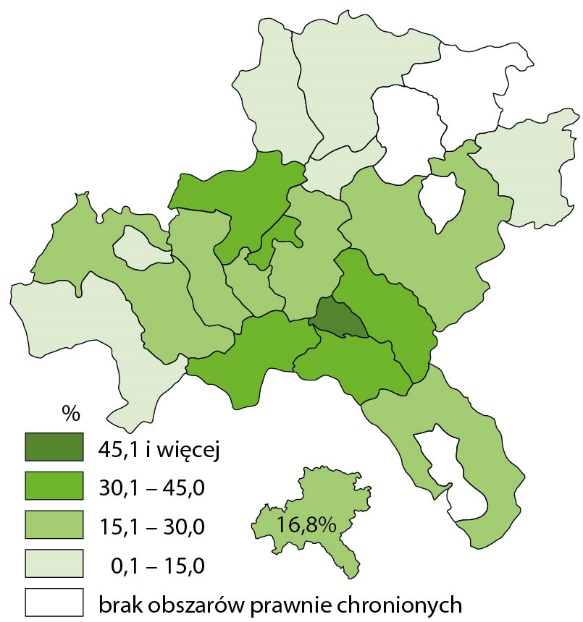 %
45,1 i więcej
30,1 – 45,0
15,1 – 30,0
0,1 – 15,0
brak obszarów prawnie chronionych
16,8%